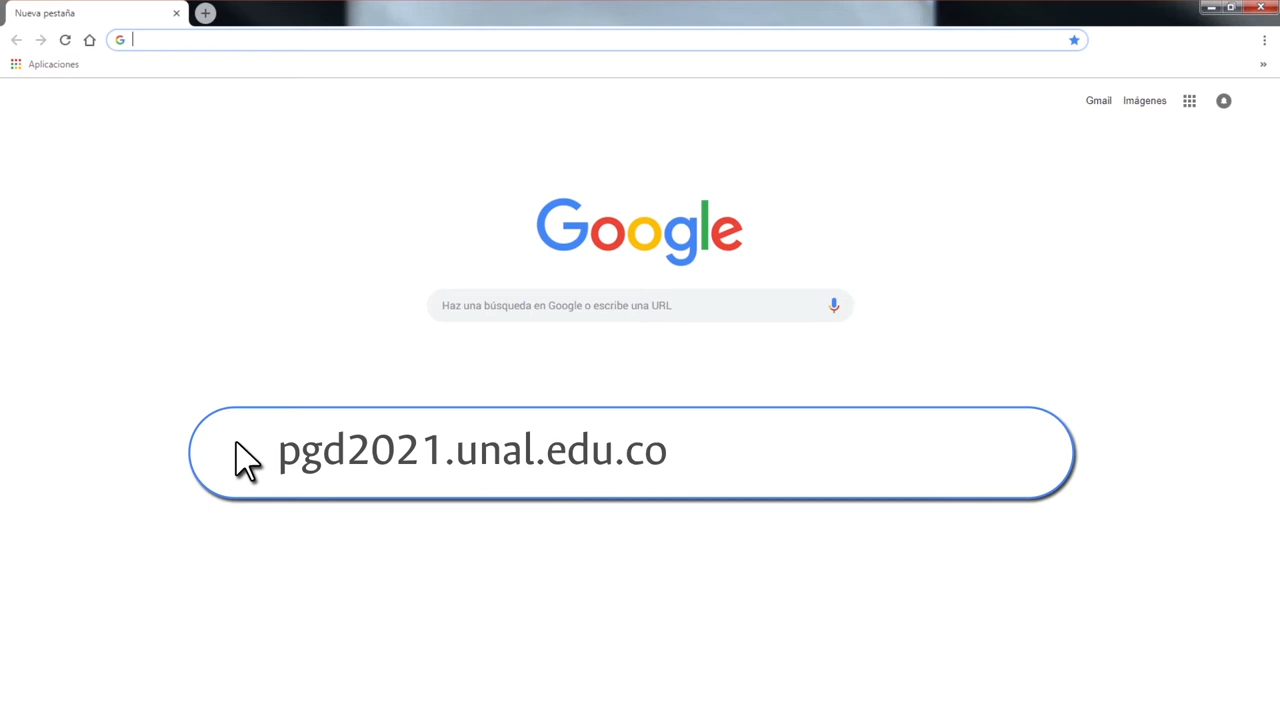 Nueva pestaña
Aplicaciones
Gmail Imágenes
Google
Haz una búsqueda en Google o escribe una URL
pgd2021.unal.edu.co